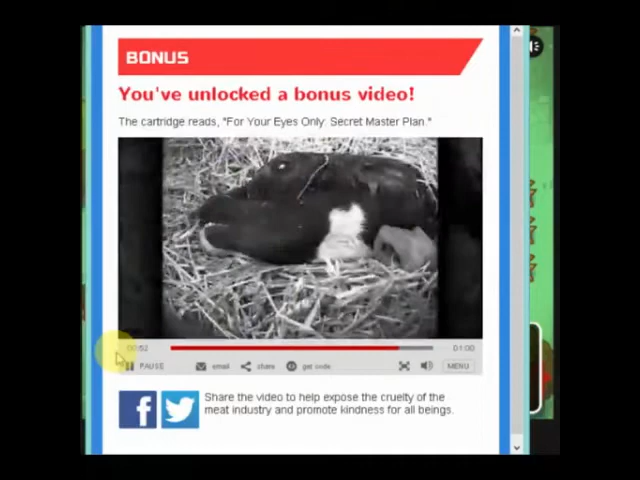 BONUS
You've unlocked a bonus video!
The cartridge reads, "For Your Eyes Only: Secret Master Plan."
00:52
01:00
PAUSE email share get code MENU
Share the video to help expose the cruelty of the
meat industry and promote kindness for all beings.